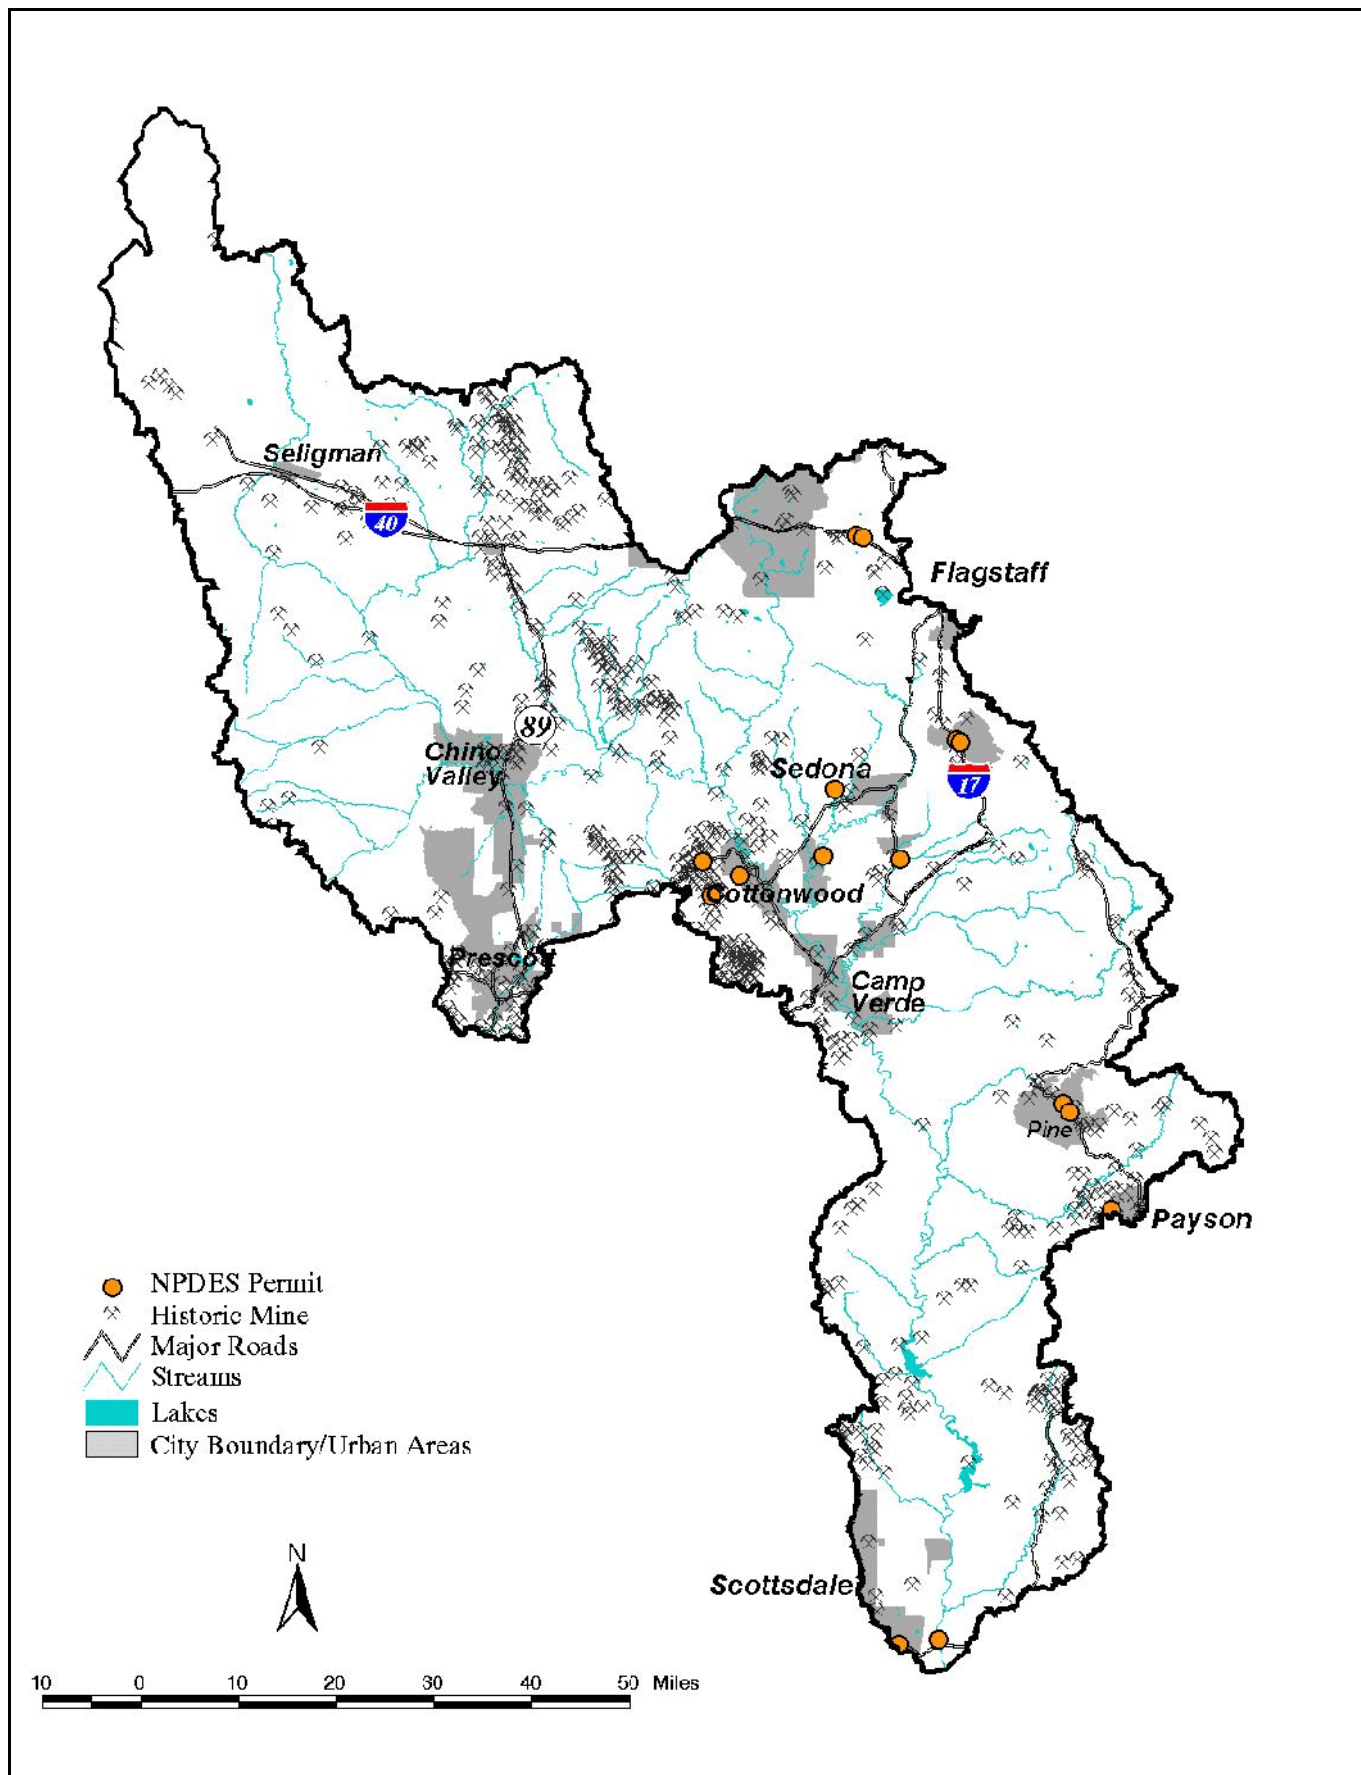 Seligman
40
Flagstaff
89
Chino
Valley
Sedona
17
Cottonwood
Prescott
Camp
Verde
Pine
Payson
NPDES Permit
Historic Mine
Major Roads
Streams
Lakes
City Boundary/Urban Areas
N
Scottsdale
10 0 10 20 30 40 50 Miles